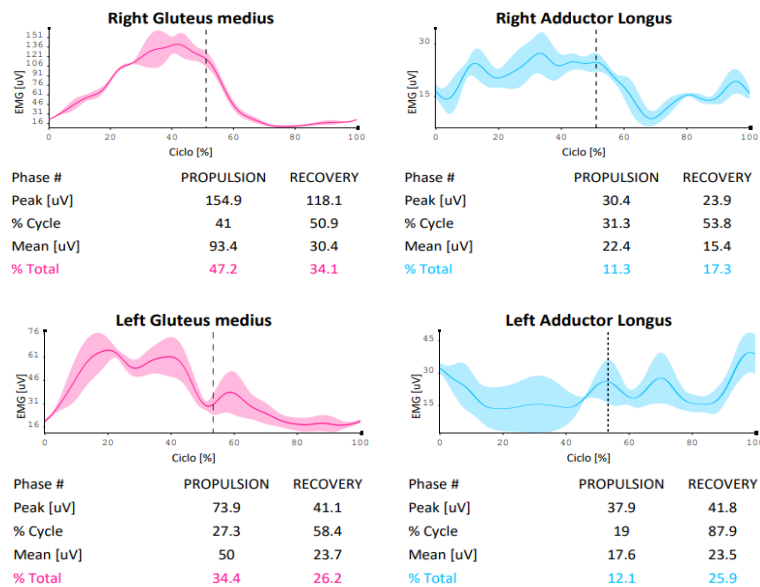 Right Gluteus medius
EMG [uV]
151
136
121
106
91
76
61
46
31
16
0 20 40 60 80 100
Ciclo [%]
Phase # PROPULSION RECOVERY
Peak [uV] 154.9 118.1
% Cycle 41 50.9
Mean [uV] 93.4 30.4
% Total 47.2 34.1
Right Adductor Longus
EMG [uV]
30
15
0 20 40 60 80 100
Ciclo [%]
Phase # PROPULSION RECOVERY
Peak [uV] 30.4 23.9
% Cycle 31.3 53.8
Mean [uV] 22.4 15.4
% Total 11.3 17.3
Left Gluteus medius
EMG [uV]
76
61
46
31
16
0 20 40 60 80 100
Ciclo [%]
Phase # PROPULSION RECOVERY
Peak [uV] 73.9 41.1
% Cycle 27.3 58.4
Mean [uV] 50 23.7
% Total 34.4 26.2
Left Adductor Longus
EMG [uV]
45
30
15
0 20 40 60 80 100
Ciclo [%]
Phase # PROPULSION RECOVERY
Peak [uV] 37.9 41.8
% Cycle 19 87.9
Mean [uV] 17.6 23.5
% Total 12.1 25.9